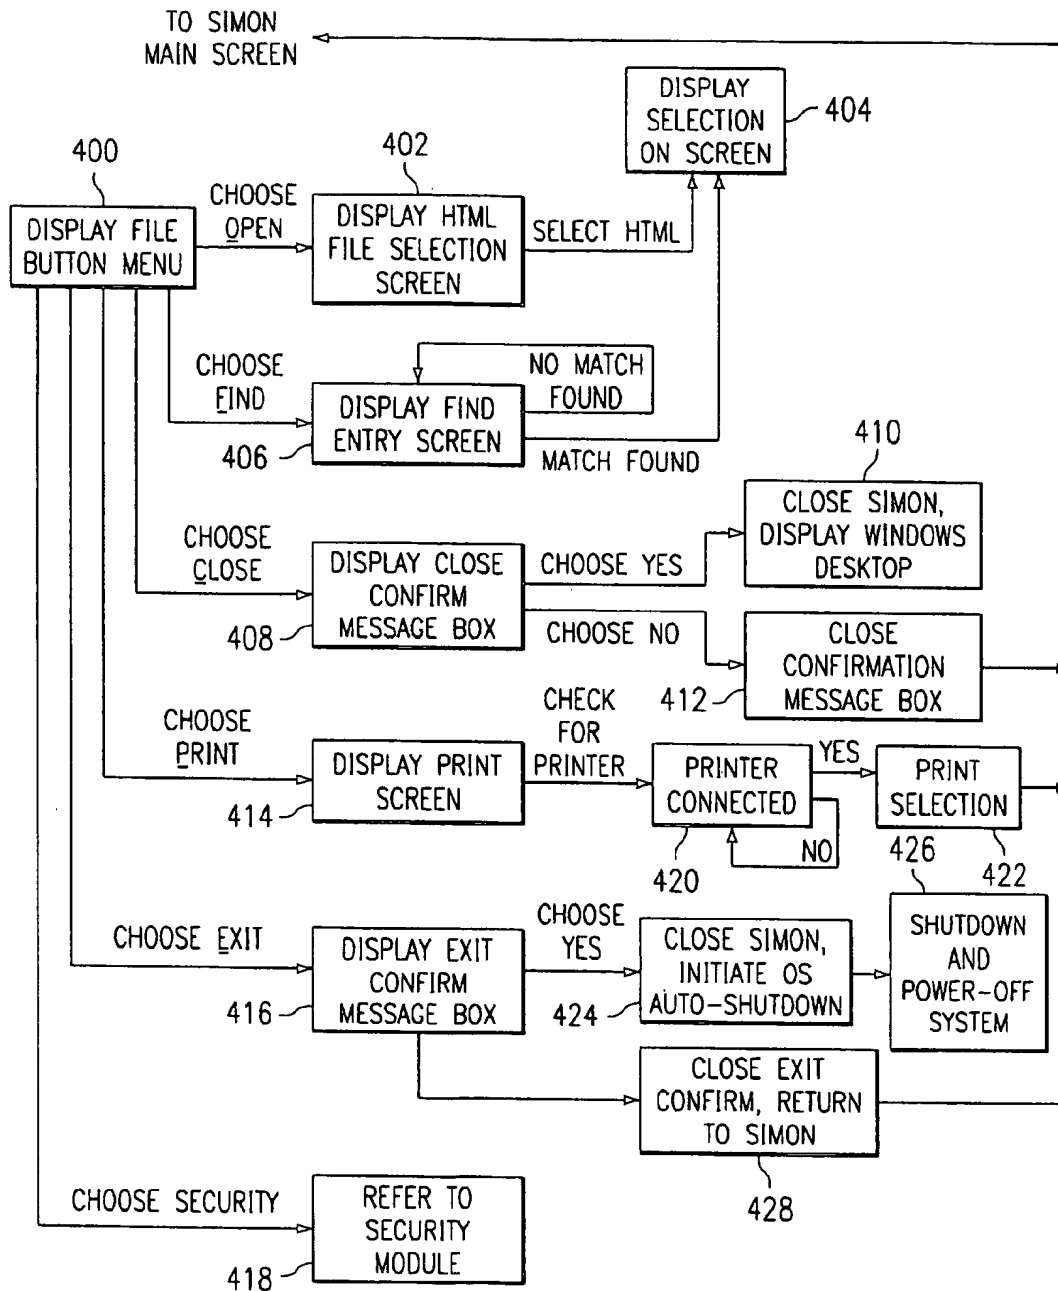 TO SIMON
MAIN SCREEN
DISPLAY
SELECTION
ON SCREEN
404
400
402
CHOOSE
OPEN
DISPLAY FILE
BUTTON MENU
DISPLAY HTML
FILE SELECTION
SCREEN
SELECT HTML
CHOOSE
FIND
NO MATCH
FOUND
DISPLAY FIND
ENTRY SCREEN
406
MATCH FOUND
410
CLOSE SIMON,
DISPLAY WINDOWS
DESKTOP
CHOOSE
CLOSE
DISPLAY CLOSE
CONFIRM
MESSAGE BOX
408
CHOOSE YES
CHOOSE NO
CLOSE
CONFIRMATION
MESSAGE BOX
412
CHOOSE
PRINT
DISPLAY PRINT
SCREEN
414
CHECK
FOR
PRINTER
PRINTER
CONNECTED
420
YES
NO
PRINT
SELECTION
422
426
CHOOSE EXIT
DISPLAY EXIT
CONFIRM
MESSAGE BOX
416
CHOOSE
YES
CLOSE SIMON,
INITIATE OS
AUTO-SHUTDOWN
424
SHUTDOWN
AND
POWER-OFF
SYSTEM
CLOSE EXIT
CONFIRM, RETURN
TO SIMON
428
CHOOSE SECURITY
REFER TO
SECURITY
MODULE
418